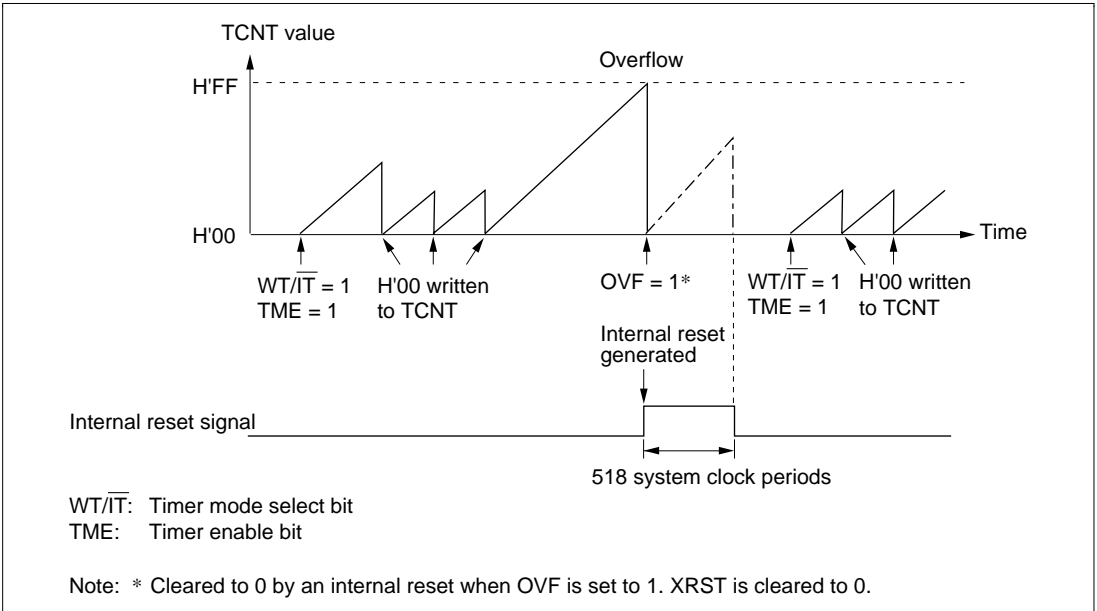 TCNT value
Overflow
H'FF
H'00
Time
WT/I̅T̅ = 1
TME = 1
H'00 written
to TCNT
OVF = 1*
WT/I̅T̅ = 1
TME = 1
H'00 written
to TCNT
Internal reset
generated
Internal reset signal
518 system clock periods
WT/I̅T̅: Timer mode select bit
TME: Timer enable bit
Note: * Cleared to 0 by an internal reset when OVF is set to 1. XRST is cleared to 0.